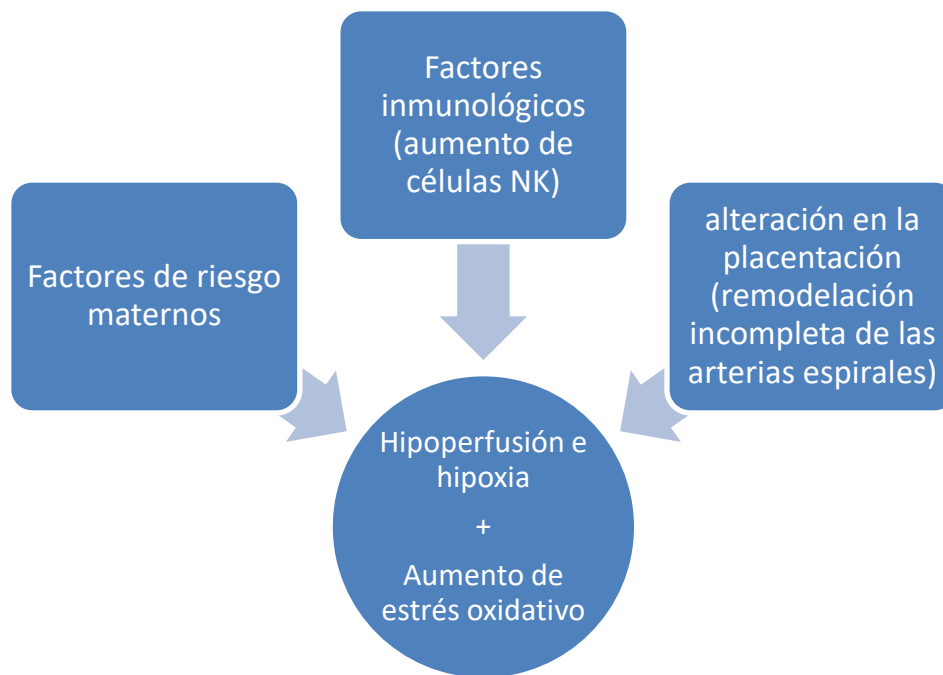 Factores
inmunológicos
(aumento de
células NK)
Factores de riesgo
maternos
alteración en la
placentación
(remodelación
incompleta de las
arterias espirales)
Hipoperfusión e
hipoxia
+
Aumento de
estrés oxidativo